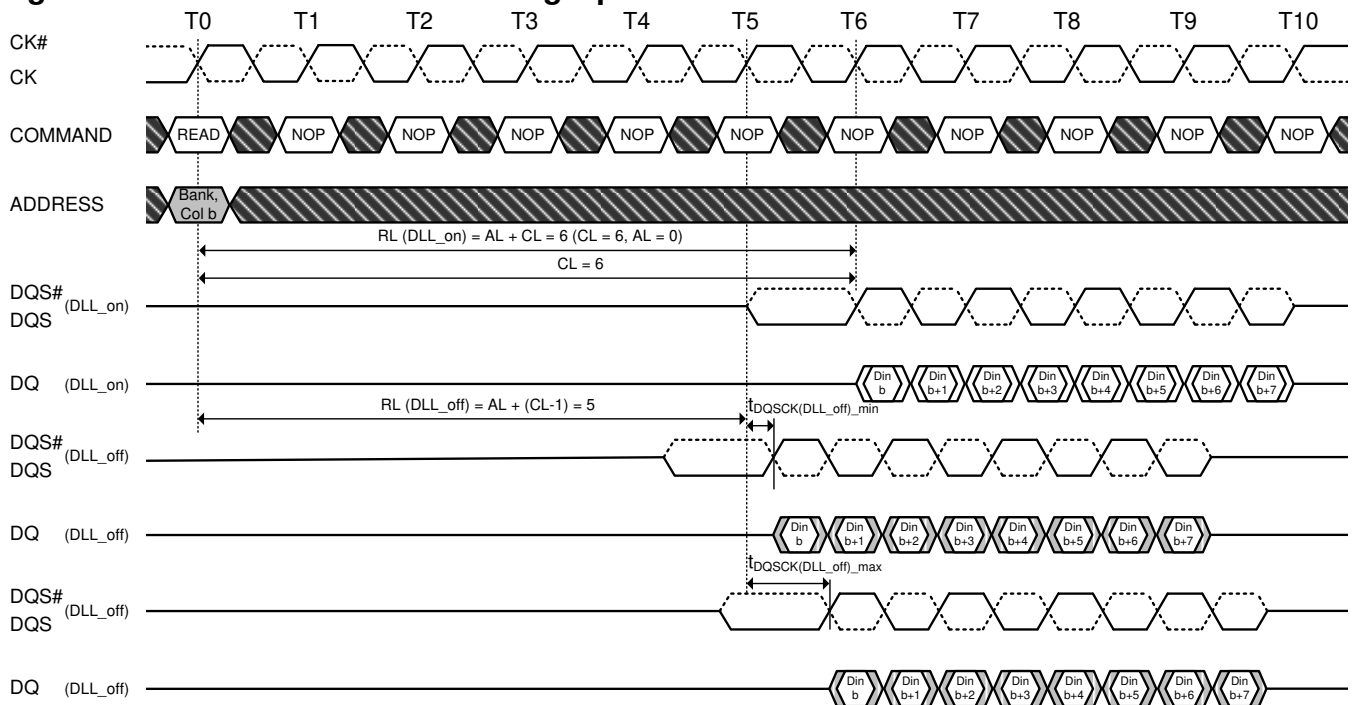 T0 T1 T2 T3 T4 T5 T6 T7 T8 T9 T10
CK#
CK
COMMAND READ NOP NOP NOP NOP NOP NOP NOP NOP NOP NOP
ADDRESS Bank,
Col b
RL (DLL_on) = AL + CL = 6 (CL = 6, AL = 0)
CL = 6
DQS# (DLL_on)
DQS
DQ (DLL_on) Din b Din b+1 Din b+2 Din b+3 Din b+4 Din b+5 Din b+6 Din b+7
RL (DLL_off) = AL + (CL-1) = 5 tDQSCK(DLL_off)_min
DQS# (DLL_off)
DQS
DQ (DLL_off) Din b Din b+1 Din b+2 Din b+3 Din b+4 Din b+5 Din b+6 Din b+7
tDQSCK(DLL_off)_max
DQS# (DLL_off)
DQS
DQ (DLL_off) Din b Din b+1 Din b+2 Din b+3 Din b+4 Din b+5 Din b+6 Din b+7